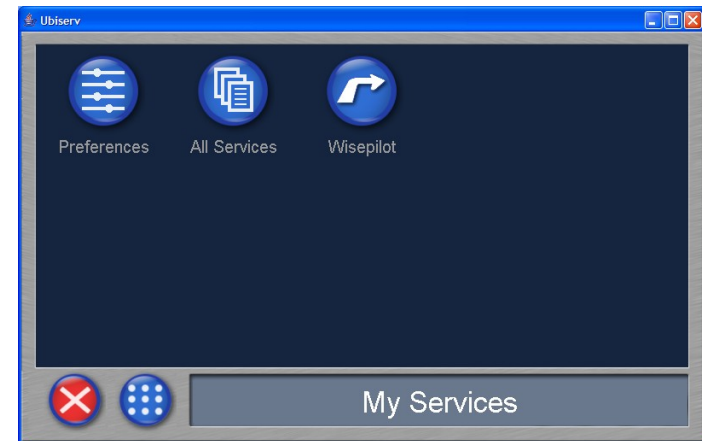 Ubiserv
Preferences
All Services
Wisepilot
My Services